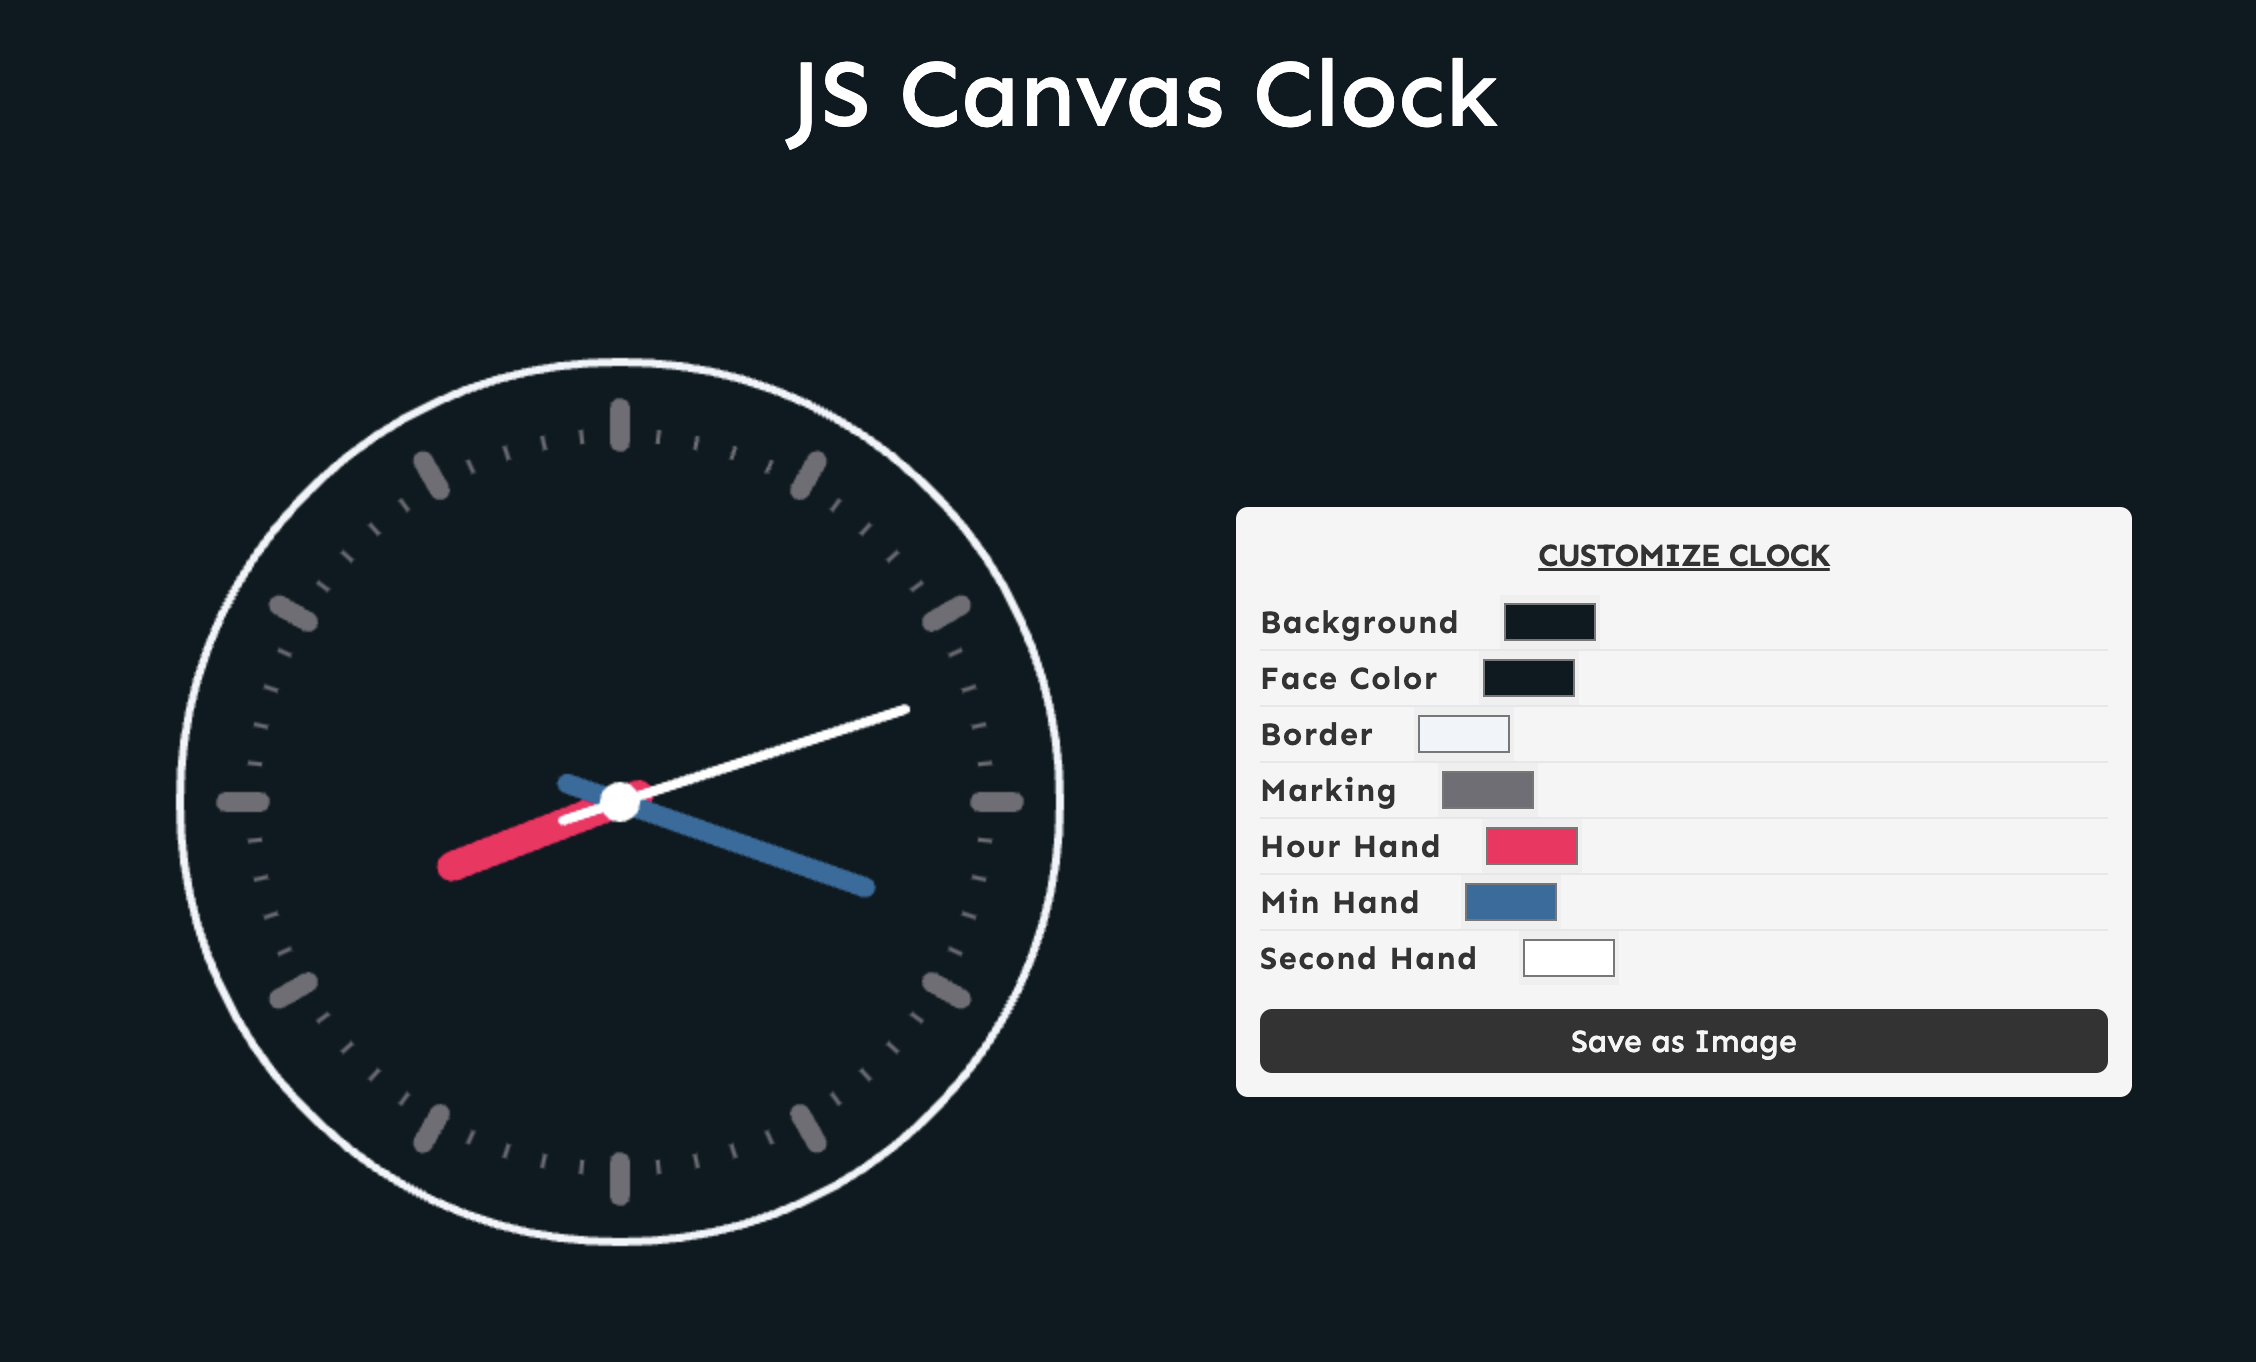 JS Canvas Clock
CUSTOMIZE CLOCK
Background
Face Color
Border
Marking
Hour Hand
Min Hand
Second Hand
Save as Image